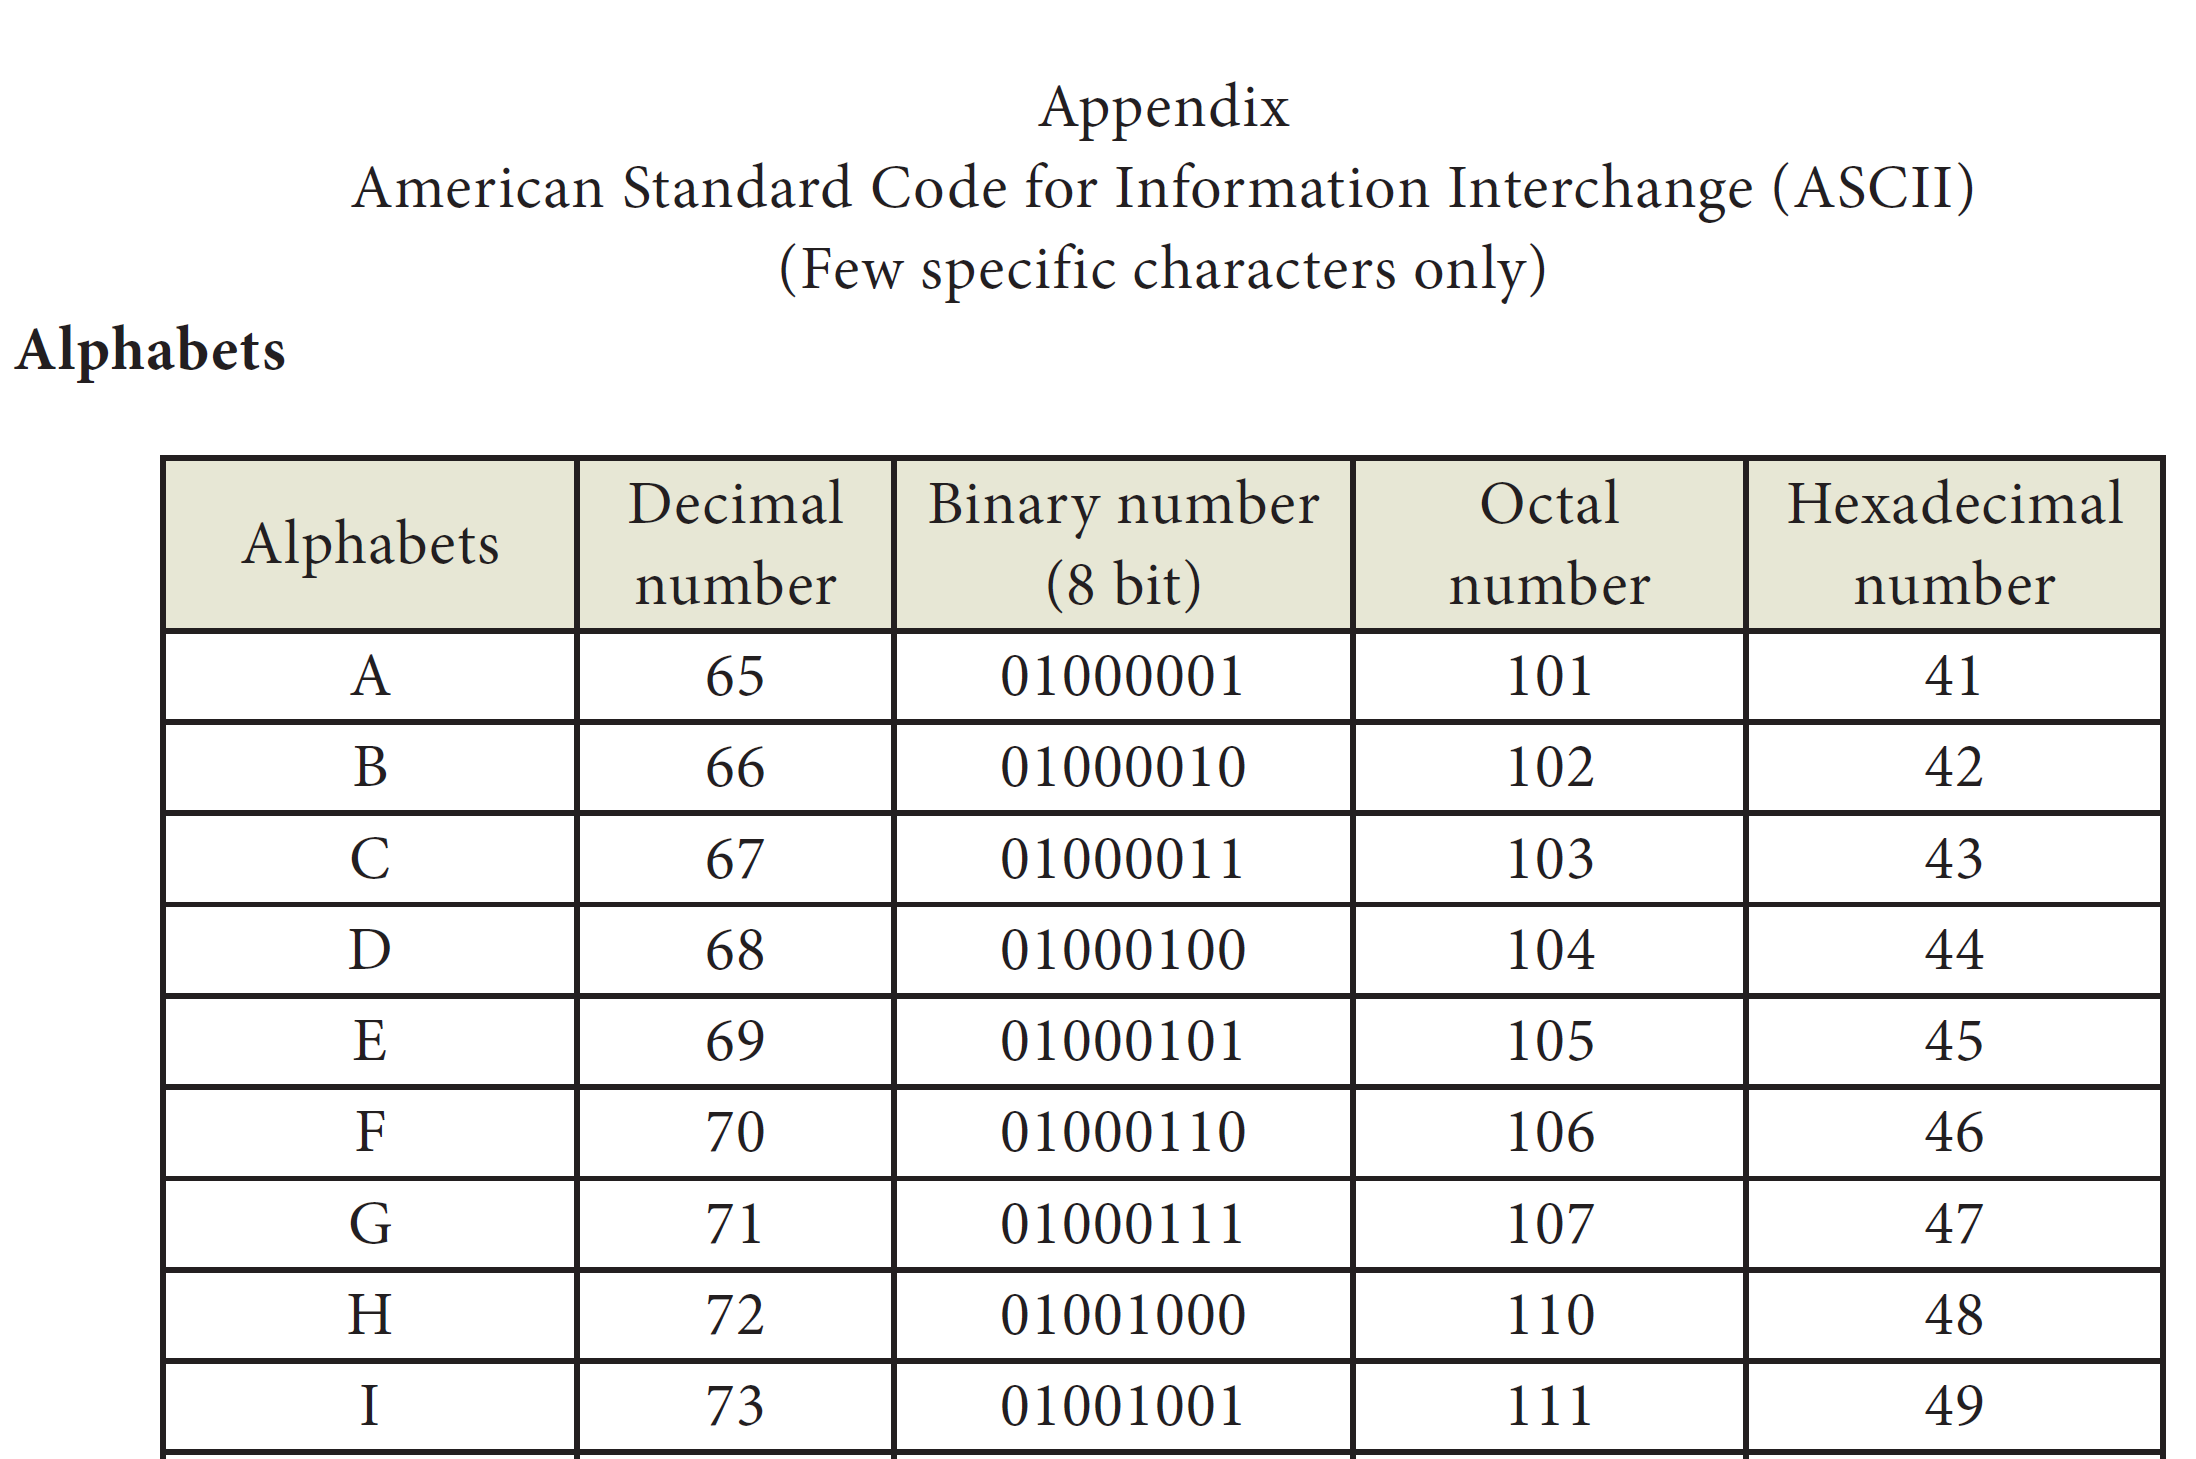 Appendix
American Standard Code for Information Interchange (ASCII)
(Few specific characters only)
Alphabets
Alphabets Decimal number Binary number (8 bit) Octal number Hexadecimal number
A 65 01000001 101 41
B 66 01000010 102 42
C 67 01000011 103 43
D 68 01000100 104 44
E 69 01000101 105 45
F 70 01000110 106 46
G 71 01000111 107 47
H 72 01001000 110 48
I 73 01001001 111 49